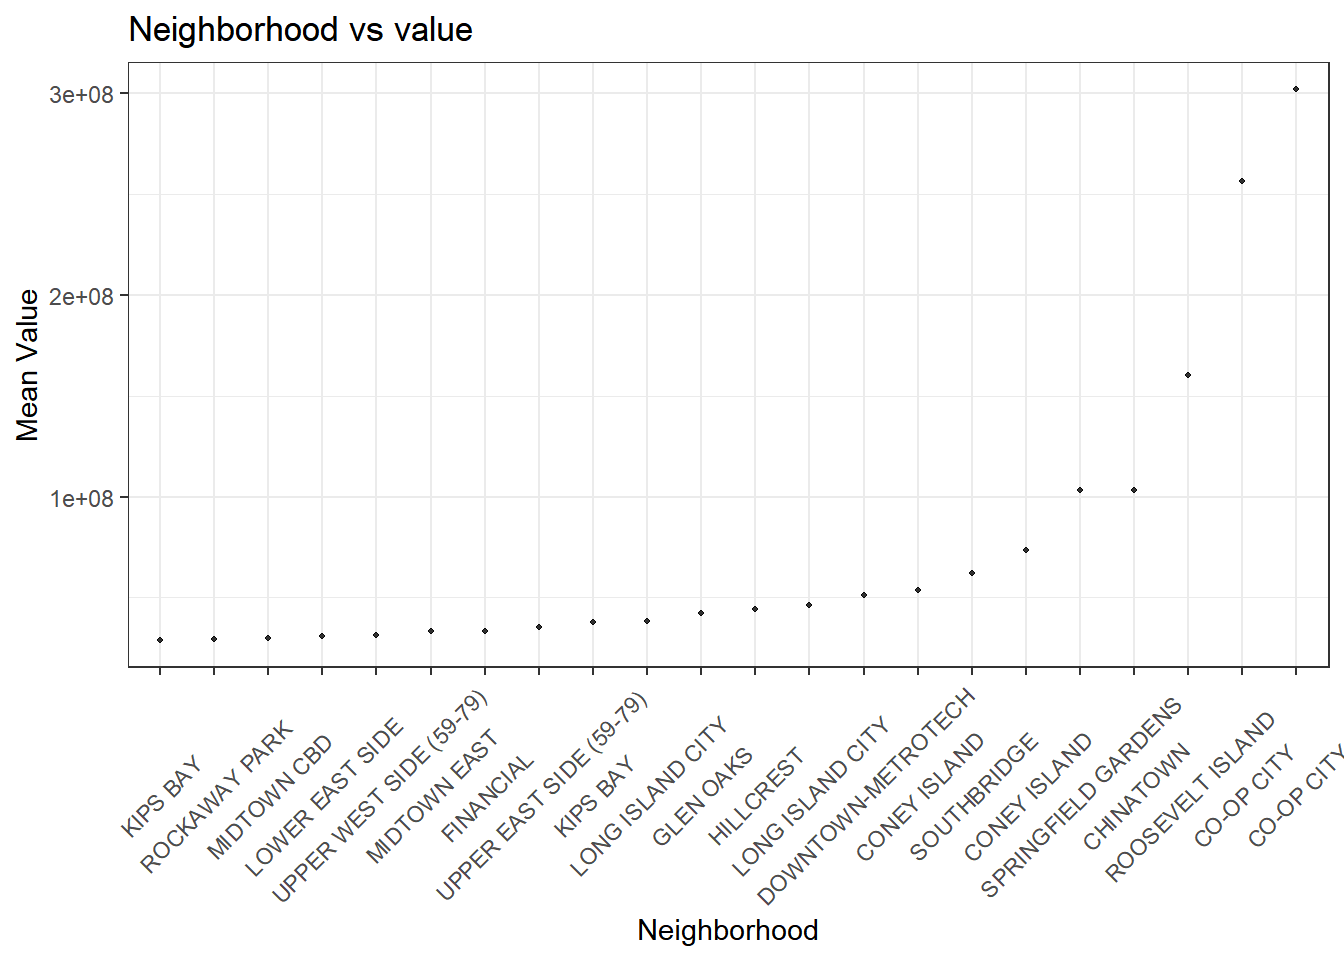 Neighborhood vs value
3e+08
2e+08
1e+08
Mean Value
KIPS BAY
ROCKAWAY PARK
MIDTOWN CBD
LOWER EAST SIDE
UPPER WEST SIDE (59-79)
MIDTOWN EAST
FINANCIAL
UPPER EAST SIDE (59-79)
KIPS BAY
LONG ISLAND CITY
GLEN OAKS
HILLCREST
LONG ISLAND CITY
DOWNTOWN-METROTECH
CONEY ISLAND
SOUTHBRIDGE
CONEY ISLAND
SPRINGFIELD GARDENS
CHINATOWN
ROOSEVELT ISLAND
CO-OP CITY
CO-OP CITY
Neighborhood